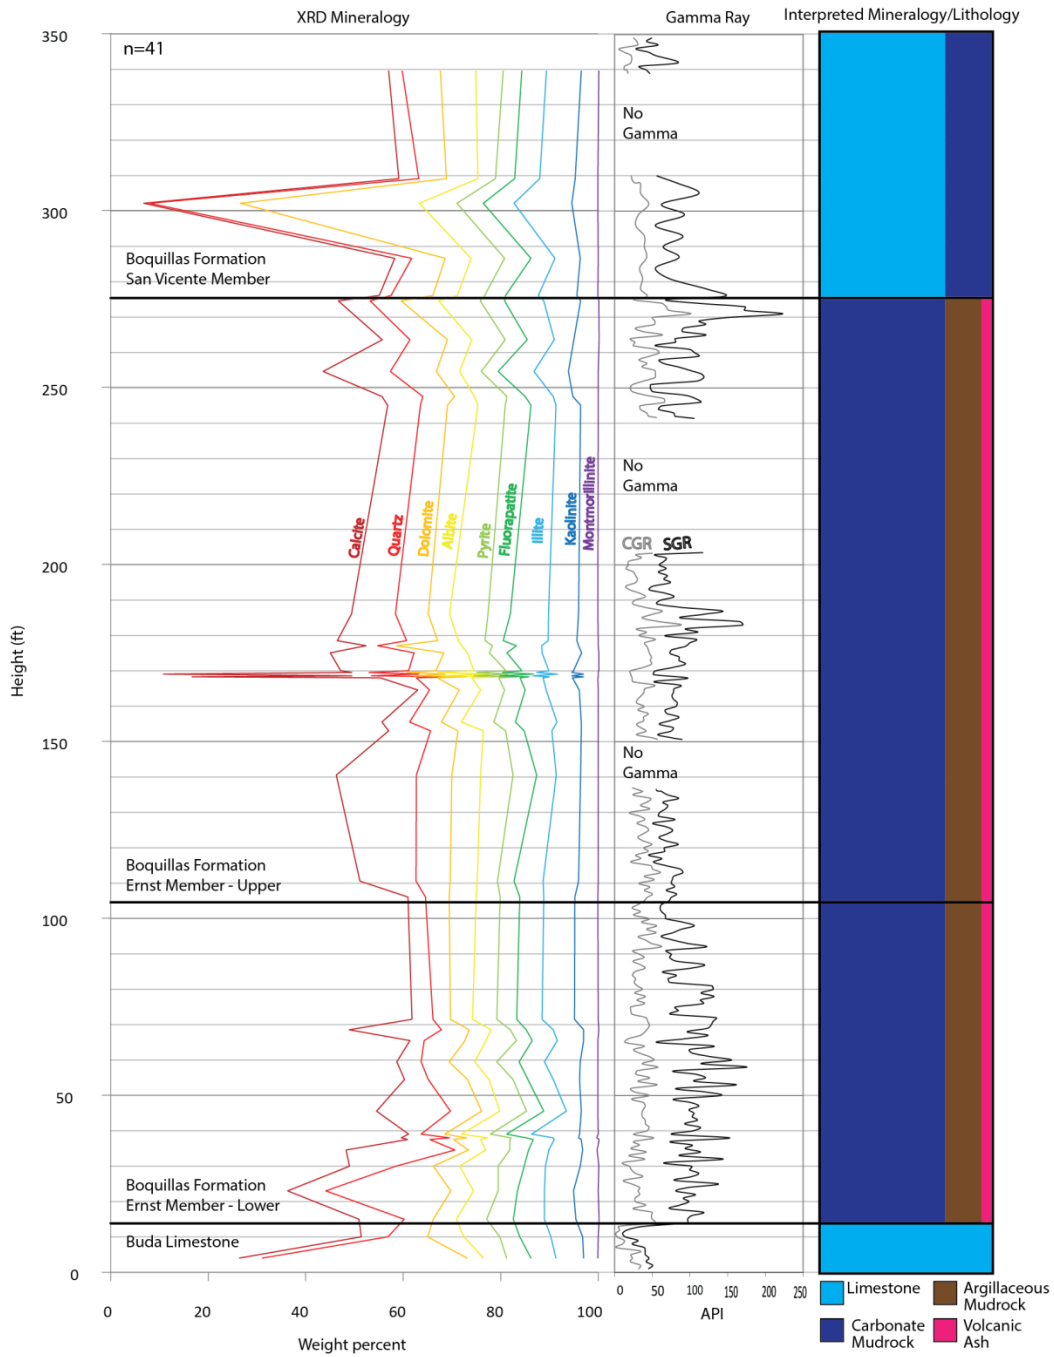 XRD Mineralogy
Gamma Ray
Interpreted Mineralogy/Lithology
350
n=41
No
Gamma
300
Boquillas Formation
San Vicente Member
250
No
Gamma
Calcite
Quartz
Dolomite
Albite
Pyrite
Fluorapatite
Illite
Kaolinite
Montmorillinite
CGR
SGR
200
Height (ft)
150
No
Gamma
Boquillas Formation
Ernst Member - Upper
100
50
Boquillas Formation
Ernst Member - Lower
Buda Limestone
0
0
20
40
60
80
100
Weight percent
0
50
100
150
200
250
API
Limestone
Argillaceous
Mudrock
Carbonate
Mudrock
Volcanic
Ash